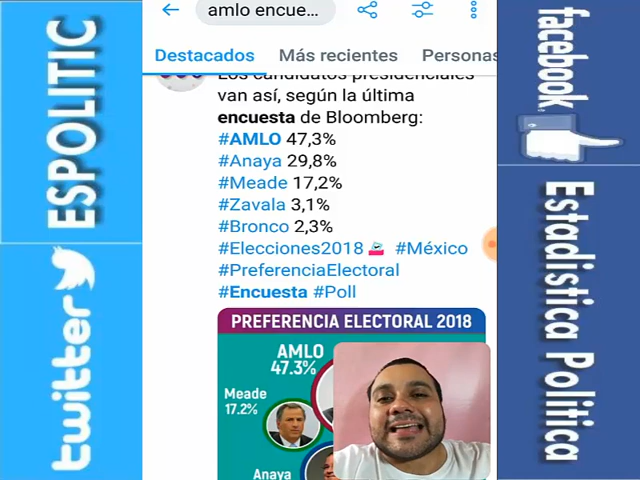 ESPOLITIC
twitter
amlo encue...
Destacados Más recientes Personas
Los candidatos presidenciales
van así, según la última
encuesta de Bloomberg:
#AMLO 47,3%
#Anaya 29,8%
#Meade 17,2%
#Zavala 3,1%
#Bronco 2,3%
#Elecciones2018 #México
#PreferenciaElectoral
#Encuesta #Poll
PREFERENCIA ELECTORAL 2018
AMLO
47.3%
Meade
17.2%
Anaya
facebook.
Estadistica Politica